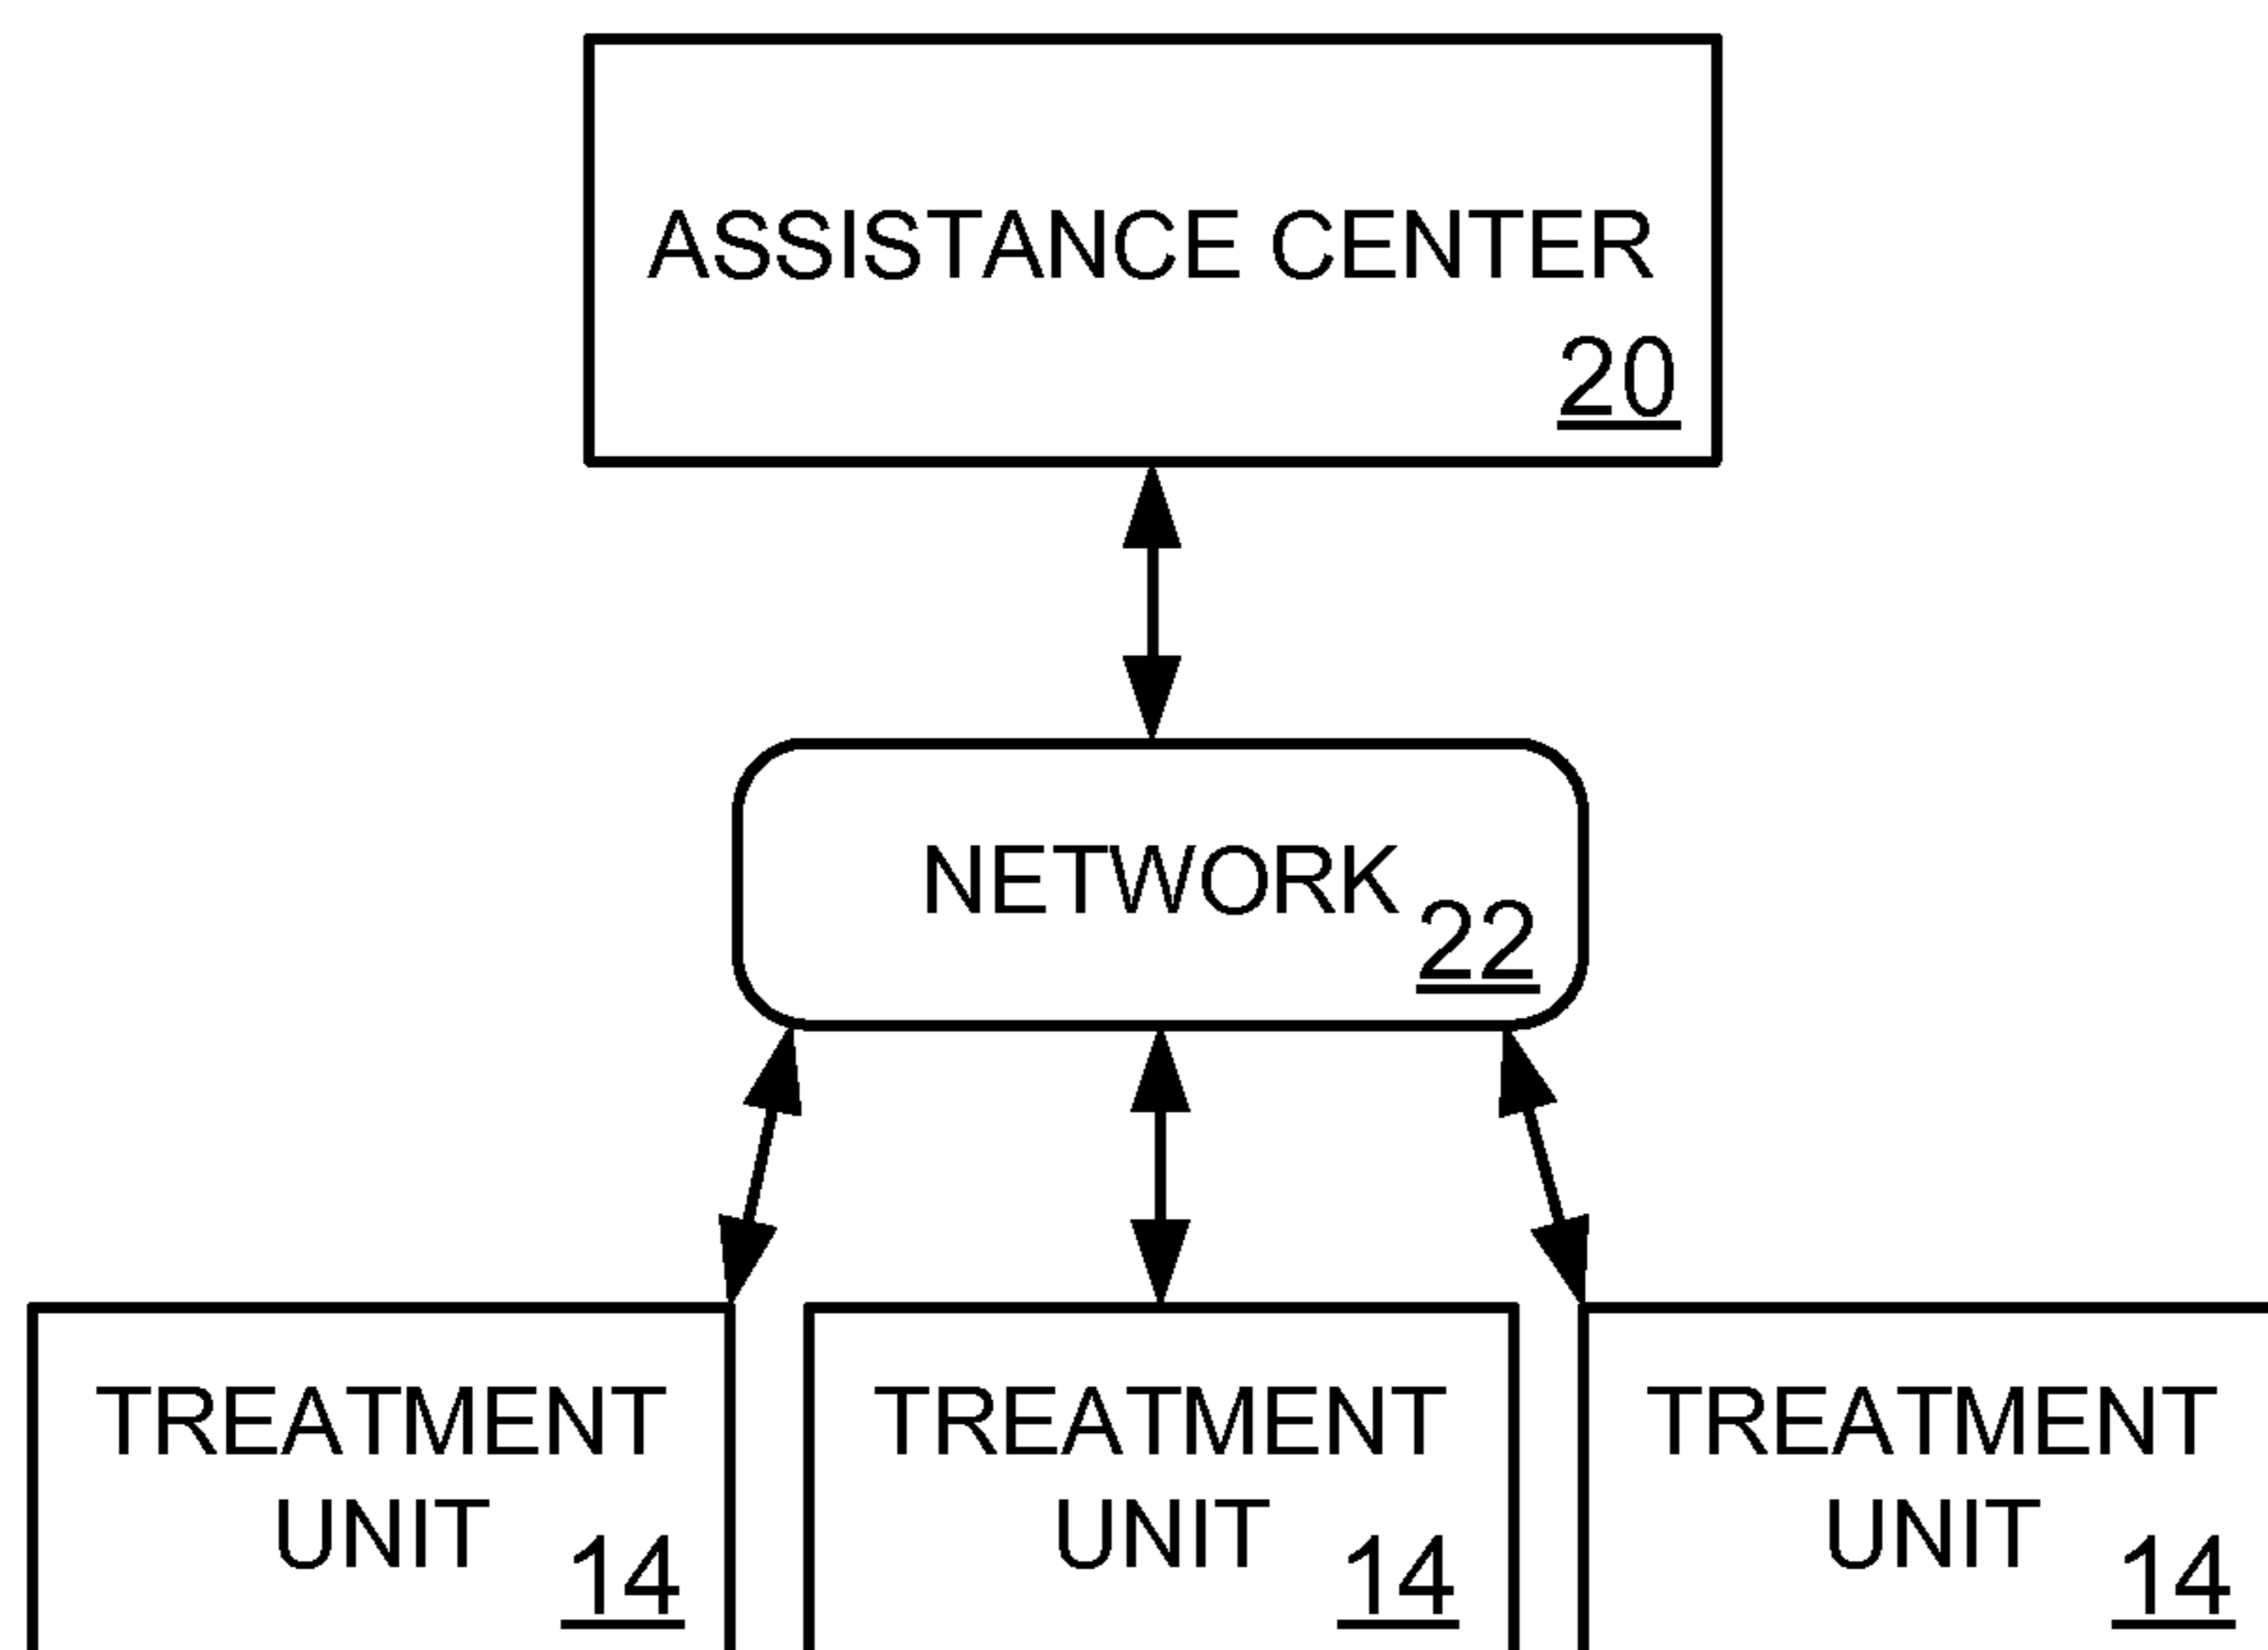 ASSISTANCE CENTER
20
NETWORK
22
TREATMENT
UNIT
14
TREATMENT
UNIT
14
TREATMENT
UNIT
14